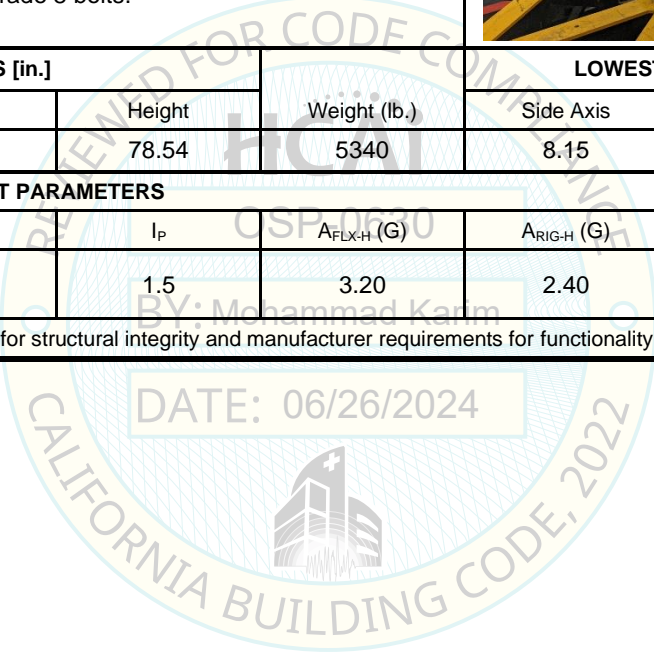 rade 5 bolts.
S [in.]
LOWEST
Height
Weight (lb.)
Side Axis
78.54
5340
8.15
T PARAMETERS
IP
AFLX-H (G)
ARIG-H (G)
1.5
3.20
2.40
for structural integrity and manufacturer requirements for functionality
REVIEWED FOR CODE COMPLIANCE
HCAi
OSP-0630
BY: Mohammad Karim
DATE: 06/26/2024
CALIFORNIA BUILDING CODE, 2022